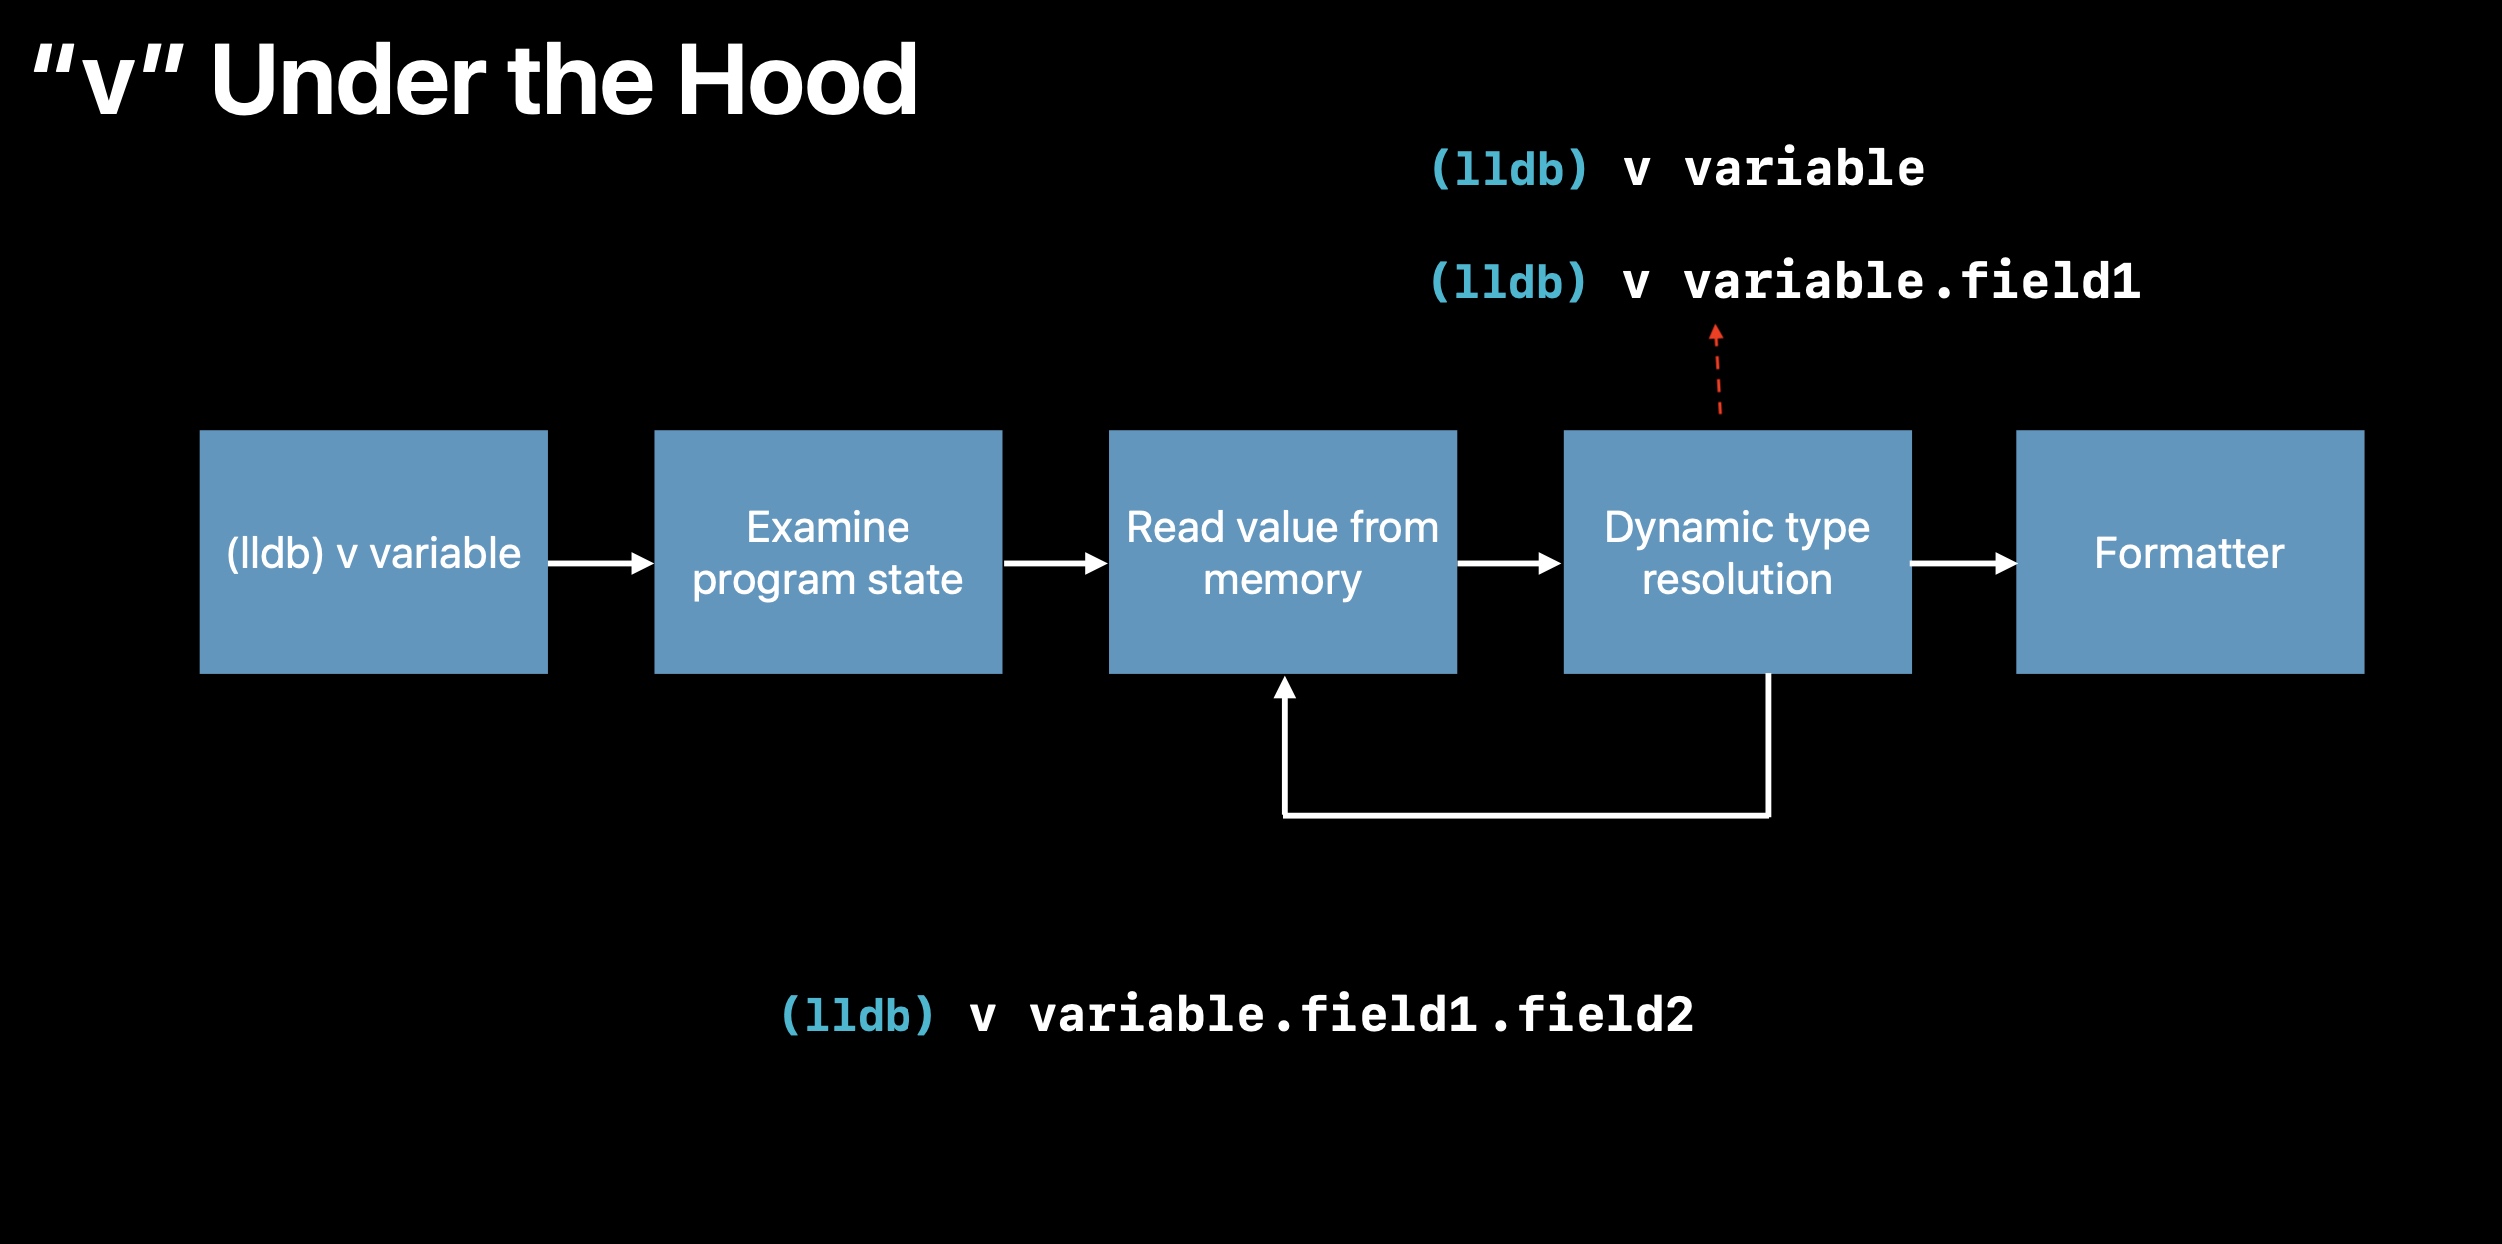 "v" Under the Hood
(lldb) v variable
(lldb) v variable.field1
(lldb) v variable
Examine
program state
Read value from
memory
Dynamic type
resolution
Formatter
(lldb) v variable.field1.field2